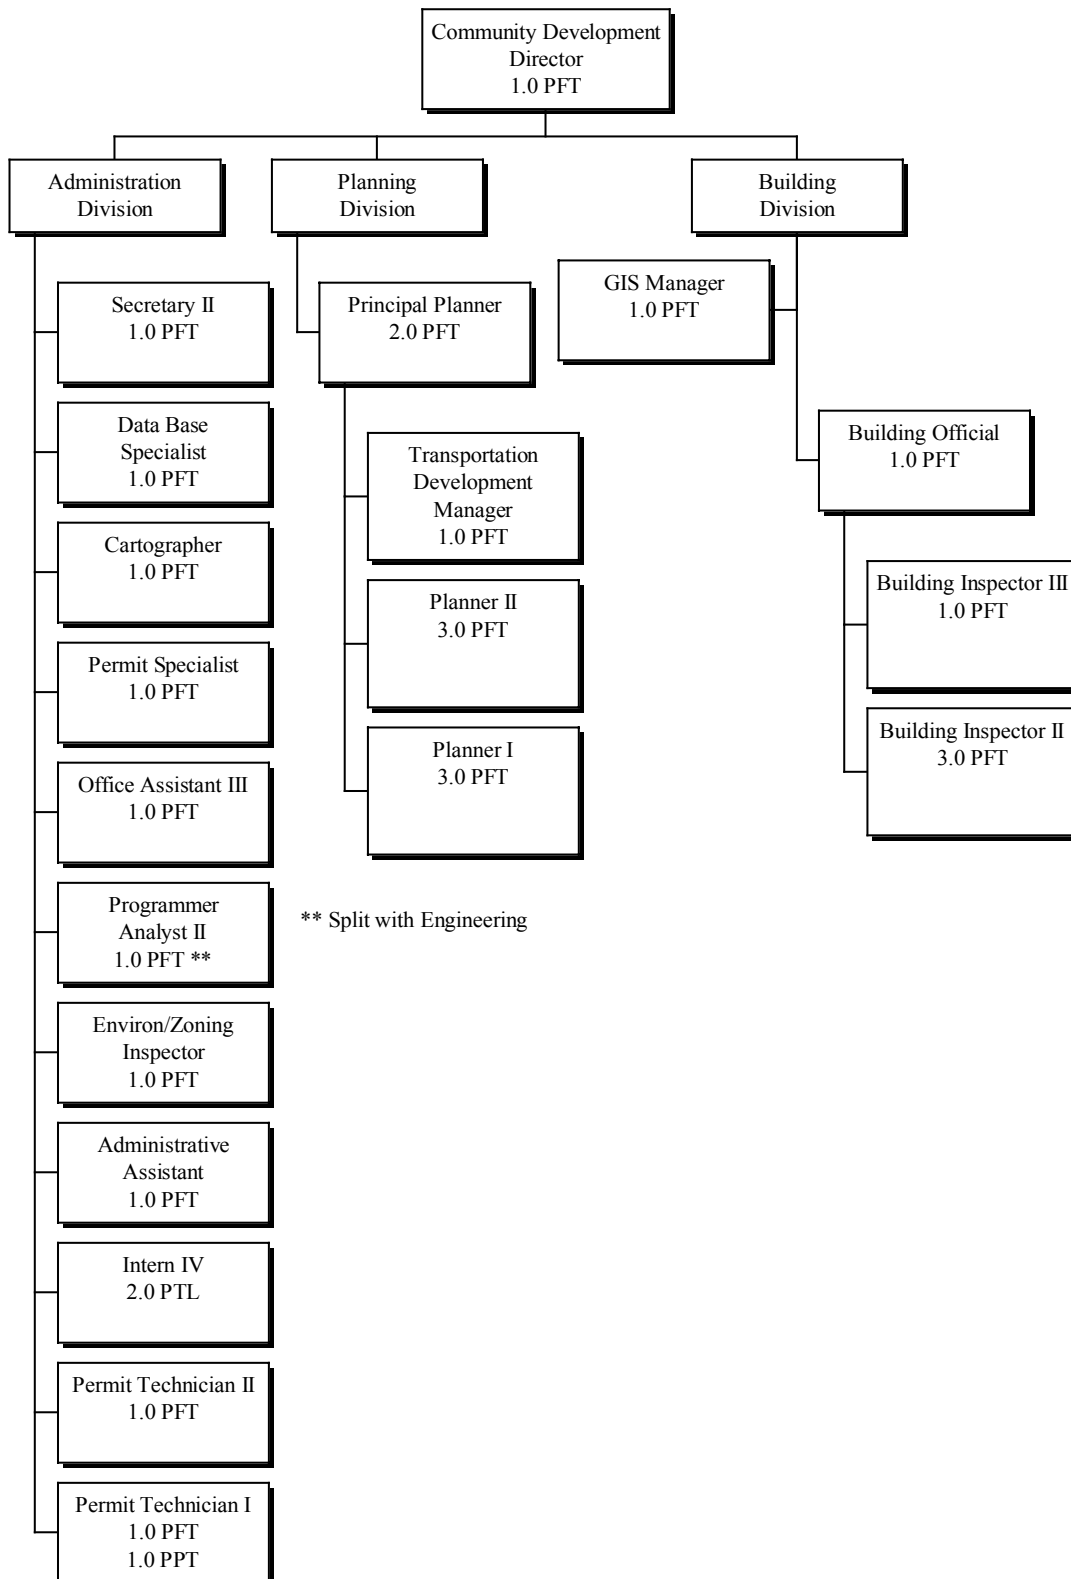 Community Development
Director
1.0 PFT
Administration
Division
Planning
Division
Building
Division
Secretary II
1.0 PFT
Data Base
Specialist
1.0 PFT
Cartographer
1.0 PFT
Permit Specialist
1.0 PFT
Office Assistant III
1.0 PFT
Programmer
Analyst II
1.0 PFT **
Environ/Zoning
Inspector
1.0 PFT
Administrative
Assistant
1.0 PFT
Intern IV
2.0 PTL
Permit Technician II
1.0 PFT
Permit Technician I
1.0 PFT
1.0 PPT
Principal Planner
2.0 PFT
Transportation
Development
Manager
1.0 PFT
Planner II
3.0 PFT
Planner I
3.0 PFT
** Split with Engineering
GIS Manager
1.0 PFT
Building Official
1.0 PFT
Building Inspector III
1.0 PFT
Building Inspector II
3.0 PFT